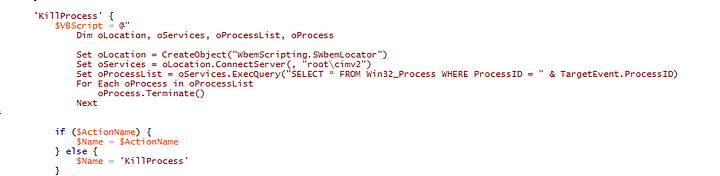 'KillProcess' {
$VBScript = @"
Dim oLocation, oServices, oProcessList, oProcess
Set oLocation = CreateObject("WbemScripting.SWbemLocator")
Set oServices = oLocation.ConnectServer(, "root\cimv2")
Set oProcessList = oServices.ExecQuery("SELECT * FROM Win32_Process WHERE ProcessID = " & TargetEvent.ProcessID)
For Each oProcess in oProcessList
oProcess.Terminate()
Next
if ($ActionName) {
$Name = $ActionName
} else {
$Name = 'KillProcess'
}